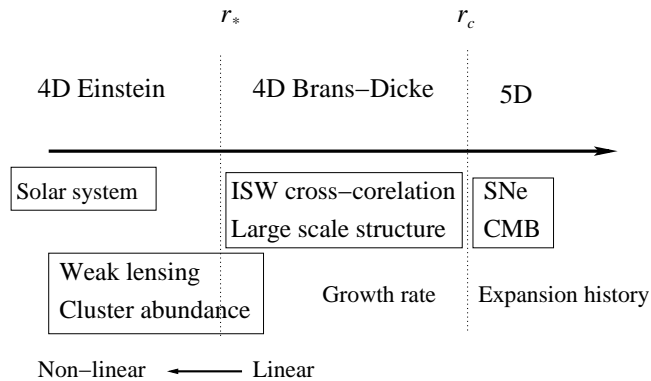 r* r_c
4D Einstein 4D Brans–Dicke 5D
Solar system
ISW cross–corelation
Large scale structure
SNe
CMB
Weak lensing
Cluster abundance
Growth rate Expansion history
Non–linear Linear